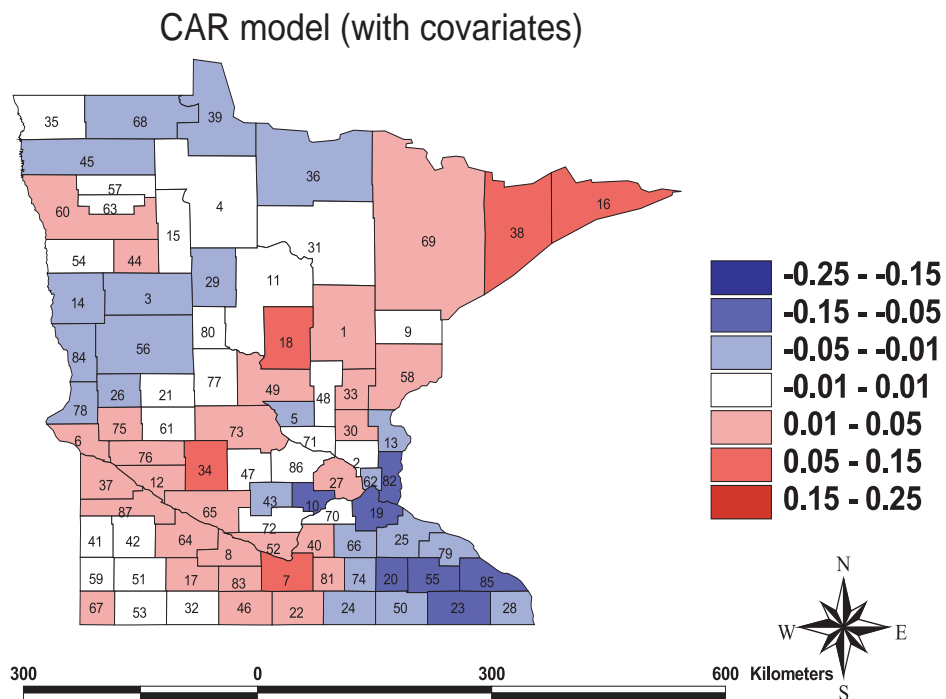 CAR model (with covariates)
35 68 39
45 36
57 4
60 63 16
15 38
31 69
54 44
11
29
14 3
80 18 1 9
84 56
77 58
26 21 49 33
78 48
5
75 61 73 30 13
6 71
76 34 86 2
47 62 82
37 12 27
43 10
87 65 19
72 70
41 42 64 52 40 66 25
8 79
59 51 17 83 7 81 74 20 55 85
67 53 32 46 22 24 50 23 28
-0.25 - -0.15
-0.15 - -0.05
-0.05 - -0.01
-0.01 - 0.01
0.01 - 0.05
0.05 - 0.15
0.15 - 0.25
N
W E
S
300 0 300 600 Kilometers